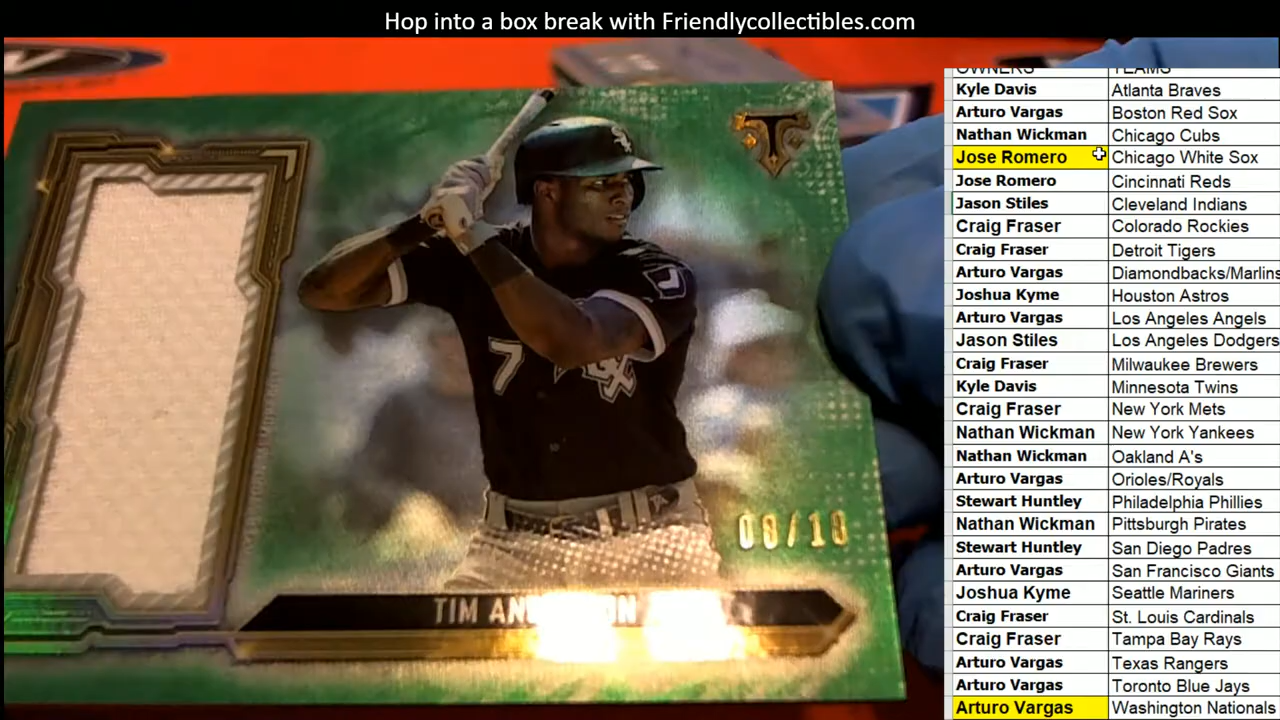 Hop into a box break with Friendlycollectibles.com
OWNERS TEAMS
Kyle Davis Atlanta Braves
Arturo Vargas Boston Red Sox
Nathan Wickman Chicago Cubs
Jose Romero Chicago White Sox
Jose Romero Cincinnati Reds
Jason Stiles Cleveland Indians
Craig Fraser Colorado Rockies
Craig Fraser Detroit Tigers
Arturo Vargas Diamondbacks/Marlins
Joshua Kyme Houston Astros
Arturo Vargas Los Angeles Angels
Jason Stiles Los Angeles Dodgers
Craig Fraser Milwaukee Brewers
Kyle Davis Minnesota Twins
Craig Fraser New York Mets
Nathan Wickman New York Yankees
Nathan Wickman Oakland A's
Arturo Vargas Orioles/Royals
Stewart Huntley Philadelphia Phillies
Nathan Wickman Pittsburgh Pirates
Stewart Huntley San Diego Padres
Arturo Vargas San Francisco Giants
Joshua Kyme Seattle Mariners
Craig Fraser St. Louis Cardinals
Craig Fraser Tampa Bay Rays
Arturo Vargas Texas Rangers
Arturo Vargas Toronto Blue Jays
Arturo Vargas Washington Nationals
T
7
08/18
TIM